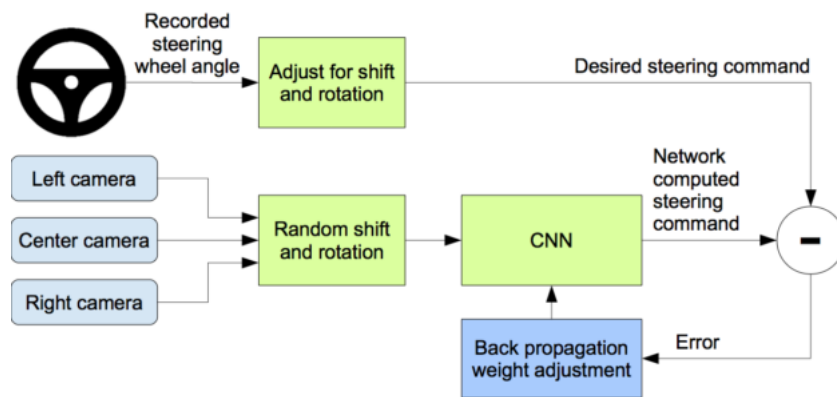 Recorded
steering
wheel angle
Adjust for shift
and rotation
Desired steering command
Left camera
Center camera
Right camera
Random shift
and rotation
CNN
Network
computed
steering
command
-
Back propagation
weight adjustment
Error